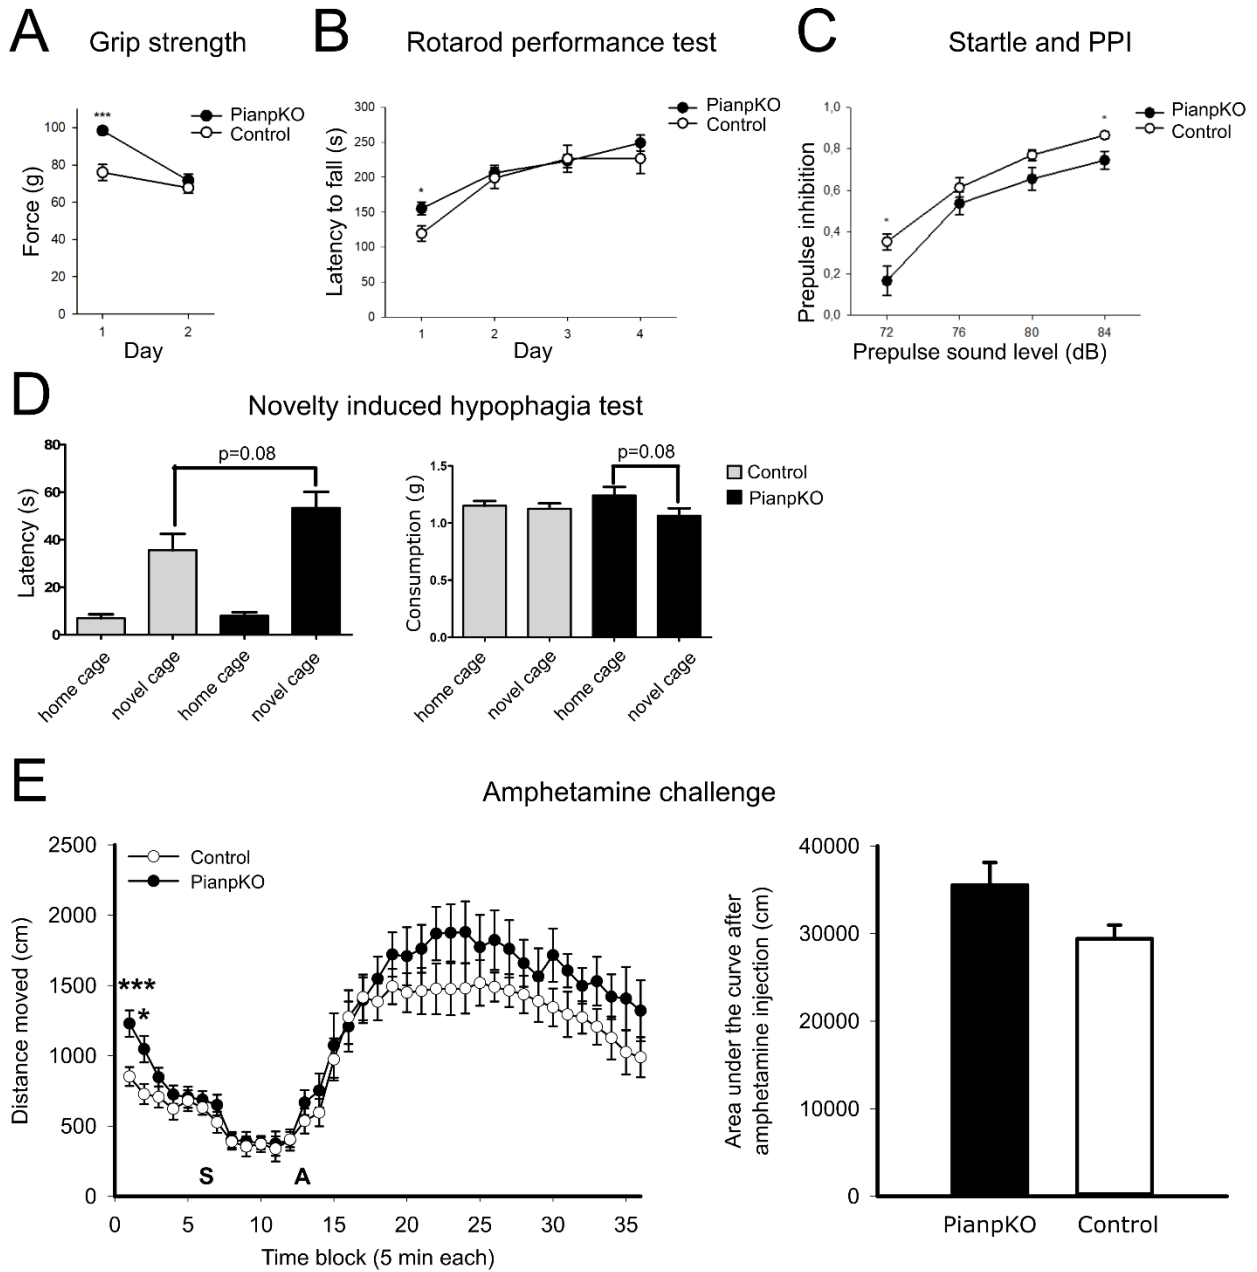 A
Grip strength
B
Rotarod performance test
C
Startle and PPI
***
PianpKO
Control
100
80
60
40
20
0
1
2
Force (g)
Day
*
PianpKO
Control
300
250
200
150
100
50
0
1
2
3
4
Latency to fall (s)
Day
*
*
PianpKO
Control
1,0
0,8
0,6
0,4
0,2
0,0
72
76
80
84
Prepulse inhibition
Prepulse sound level (dB)
D
Novelty induced hypophagia test
80
60
40
20
0
Latency (s)
p=0.08
home cage
novel cage
home cage
novel cage
1.5
1.0
0.5
0.0
Consumption (g)
p=0.08
home cage
novel cage
home cage
novel cage
Control
PianpKO
E
Amphetamine challenge
2500
2000
1500
1000
500
0
Distance moved (cm)
Control
PianpKO
***
*
S
A
0
5
10
15
20
25
30
35
Time block (5 min each)
40000
30000
20000
10000
0
Area under the curve after
amphetamine injection (cm)
PianpKO
Control